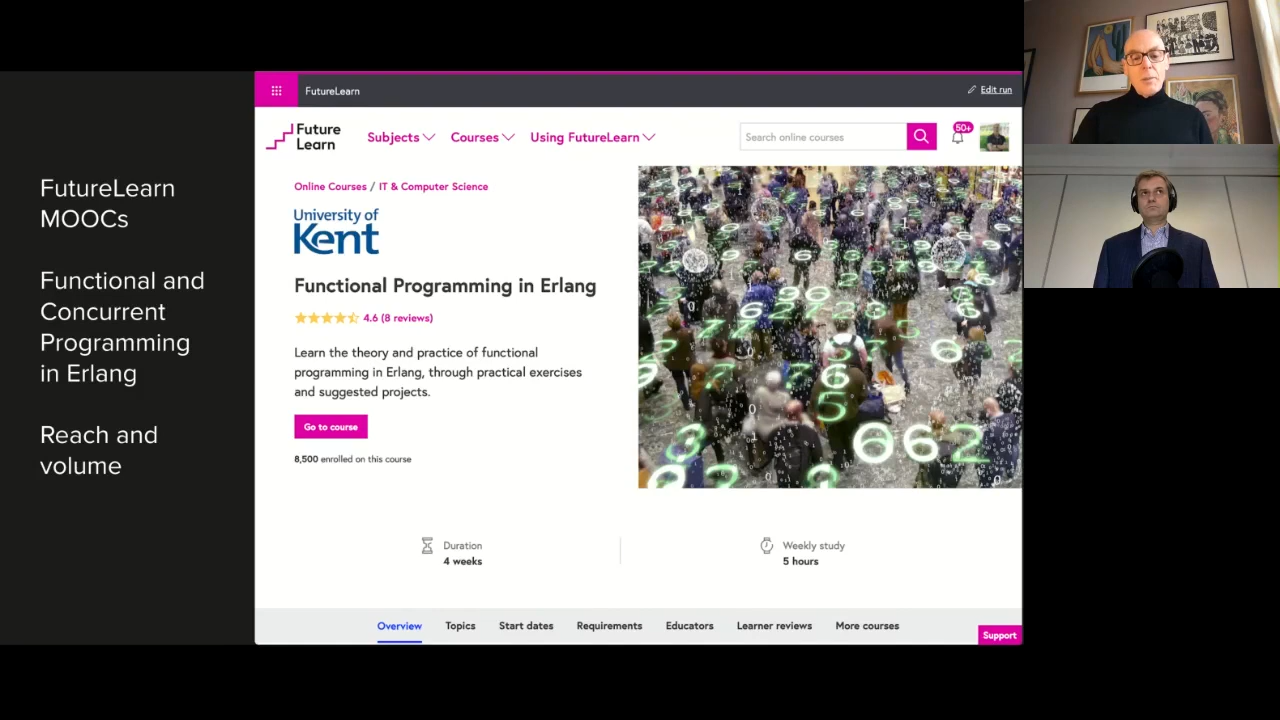 FutureLearn
MOOCs
Functional and
Concurrent
Programming
in Erlang
Reach and
volume
FutureLearn
Edit run
Future
Learn
Subjects
Courses
Using FutureLearn
Search online courses
50+
Online Courses / IT & Computer Science
University of
Kent
Functional Programming in Erlang
4.6 (8 reviews)
Learn the theory and practice of functional
programming in Erlang, through practical exercises
and suggested projects.
Go to course
8,500 enrolled on this course
Duration
4 weeks
Weekly study
5 hours
Overview
Topics
Start dates
Requirements
Educators
Learner reviews
More courses
Support